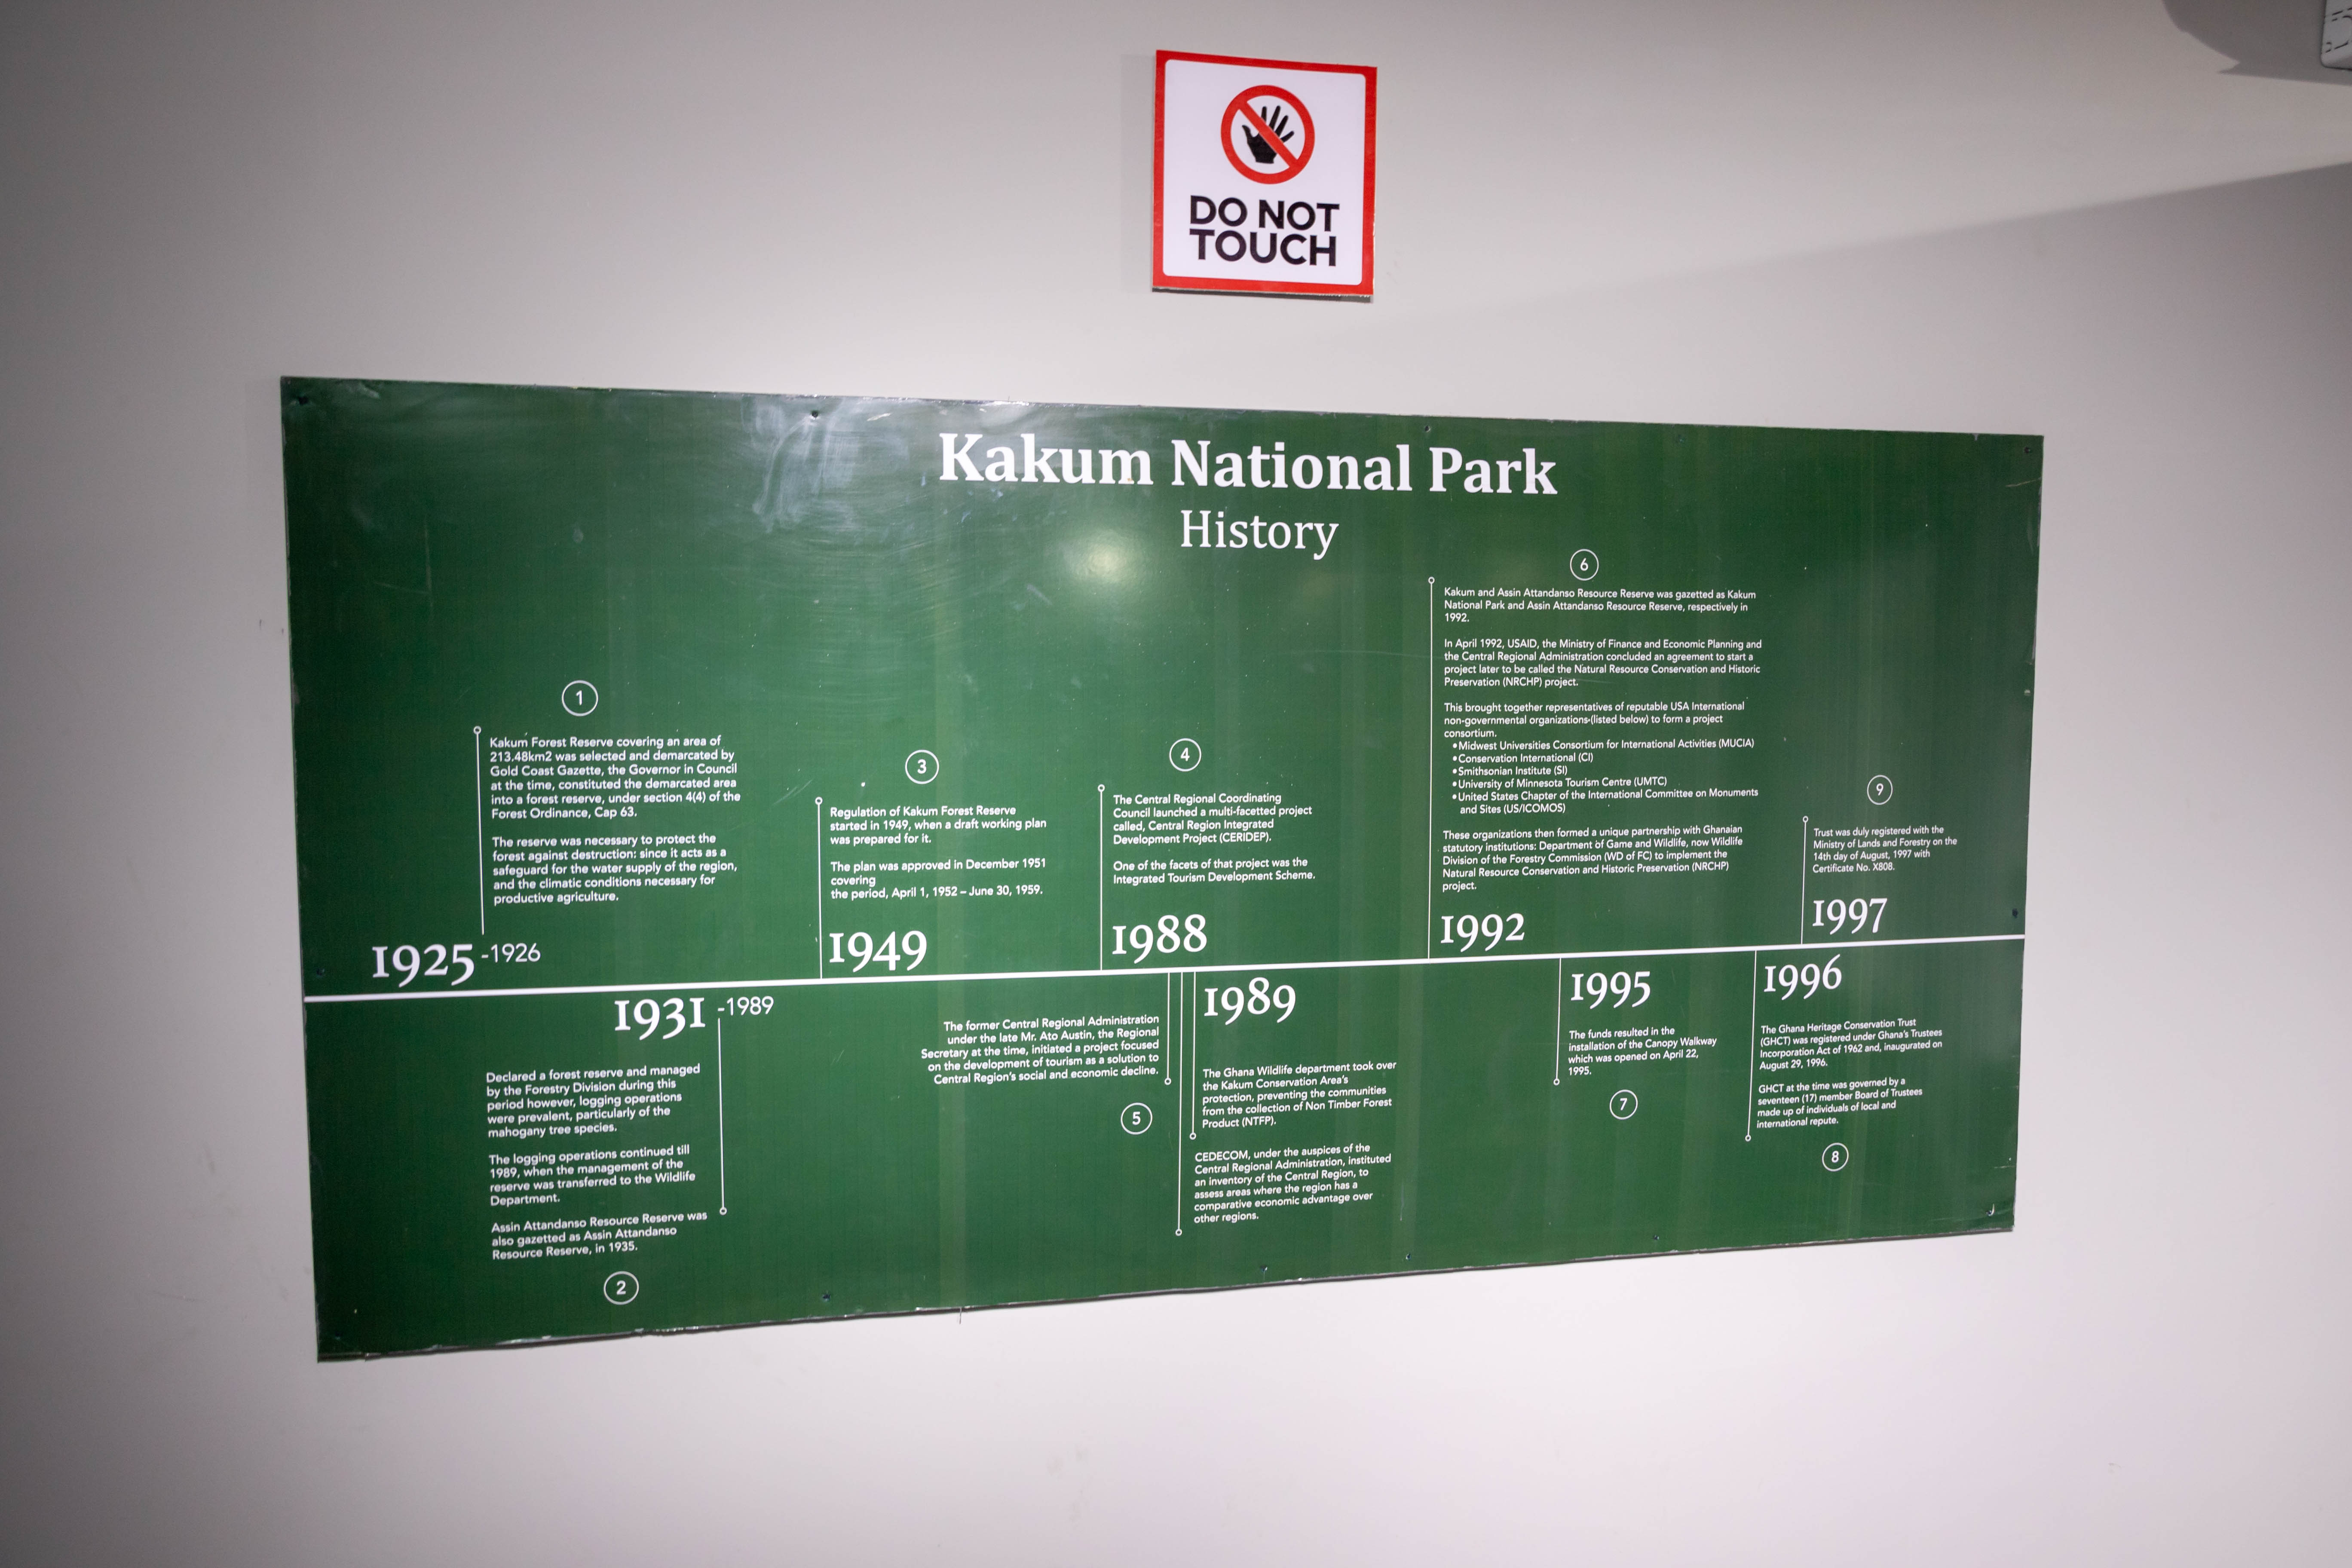 DO NOT
TOUCH
Kakum National Park
History
1
Kakum Forest Reserve covering an area of
213.48km2 was selected and demarcated by
Gold Coast Gazette, the Governor in Council
at the time, constituted the demarcated area
into a forest reserve, under section 4(4) of the
Forest Ordinance, Cap 63.
The reserve was necessary to protect the
forest against destruction: since it acts as a
safeguard for the water supply of the region,
and the climatic conditions necessary for
productive agriculture.
1925 -1926
1931 -1989
Declared a forest reserve and managed
by the Forestry Division during this
period however, logging operations
were prevalent, particularly of the
mahogany tree species.
The logging operations continued till
1989, when the management of the
reserve was transferred to the Wildlife
Department.
Assin Attandanso Resource Reserve was
also gazetted as Assin Attandanso
Resource Reserve, in 1935.
2
3
Regulation of Kakum Forest Reserve
started in 1949, when a draft working plan
was prepared for it.
The plan was approved in December 1951
covering
the period, April 1, 1952 – June 30, 1959.
1949
4
The Central Regional Coordinating
Council launched a multi-facetted project
called, Central Region Integrated
Development Project (CERIDEP).
One of the facets of that project was the
Integrated Tourism Development Scheme.
1988
The former Central Regional Administration
under the late Mr. Ato Austin, the Regional
Secretary at the time, initiated a project focused
on the development of tourism as a solution to
Central Region's social and economic decline.
5
1989
The Ghana Wildlife department took over
the Kakum Conservation Area's
protection, preventing the communities
from the collection of Non Timber Forest
Product (NTFP).
CEDECOM, under the auspices of the
Central Regional Administration, instituted
an inventory of the Central Region, to
assess areas where the region has a
comparative economic advantage over
other regions.
6
Kakum and Assin Attandanso Resource Reserve was gazetted as Kakum
National Park and Assin Attandanso Resource Reserve, respectively in
1992.
In April 1992, USAID, the Ministry of Finance and Economic Planning and
the Central Regional Administration concluded an agreement to start a
project later to be called the Natural Resource Conservation and Historic
Preservation (NRCHP) project.
This brought together representatives of reputable USA International
non-governmental organizations-(listed below) to form a project
consortium.
• Midwest Universities Consortium for International Activities (MUCIA)
• Conservation International (CI)
• Smithsonian Institute (SI)
• University of Minnesota Tourism Centre (UMTC)
• United States Chapter of the International Committee on Monuments
and Sites (US/ICOMOS)
These organizations then formed a unique partnership with Ghanaian
statutory institutions: Department of Game and Wildlife, now Wildlife
Division of the Forestry Commission (WD of FC) to implement the
Natural Resource Conservation and Historic Preservation (NRCHP)
project.
1992
1995
The funds resulted in the
installation of the Canopy Walkway
which was opened on April 22,
1995.
7
1996
The Ghana Heritage Conservation Trust
(GHCT) was registered under Ghana's Trustees
Incorporation Act of 1962 and, inaugurated on
August 29, 1996.
GHCT at the time was governed by a
seventeen (17) member Board of Trustees
made up of individuals of local and
international repute.
8
9
Trust was duly registered with the
Ministry of Lands and Forestry on the
14th day of August, 1997 with
Certificate No. X808.
1997